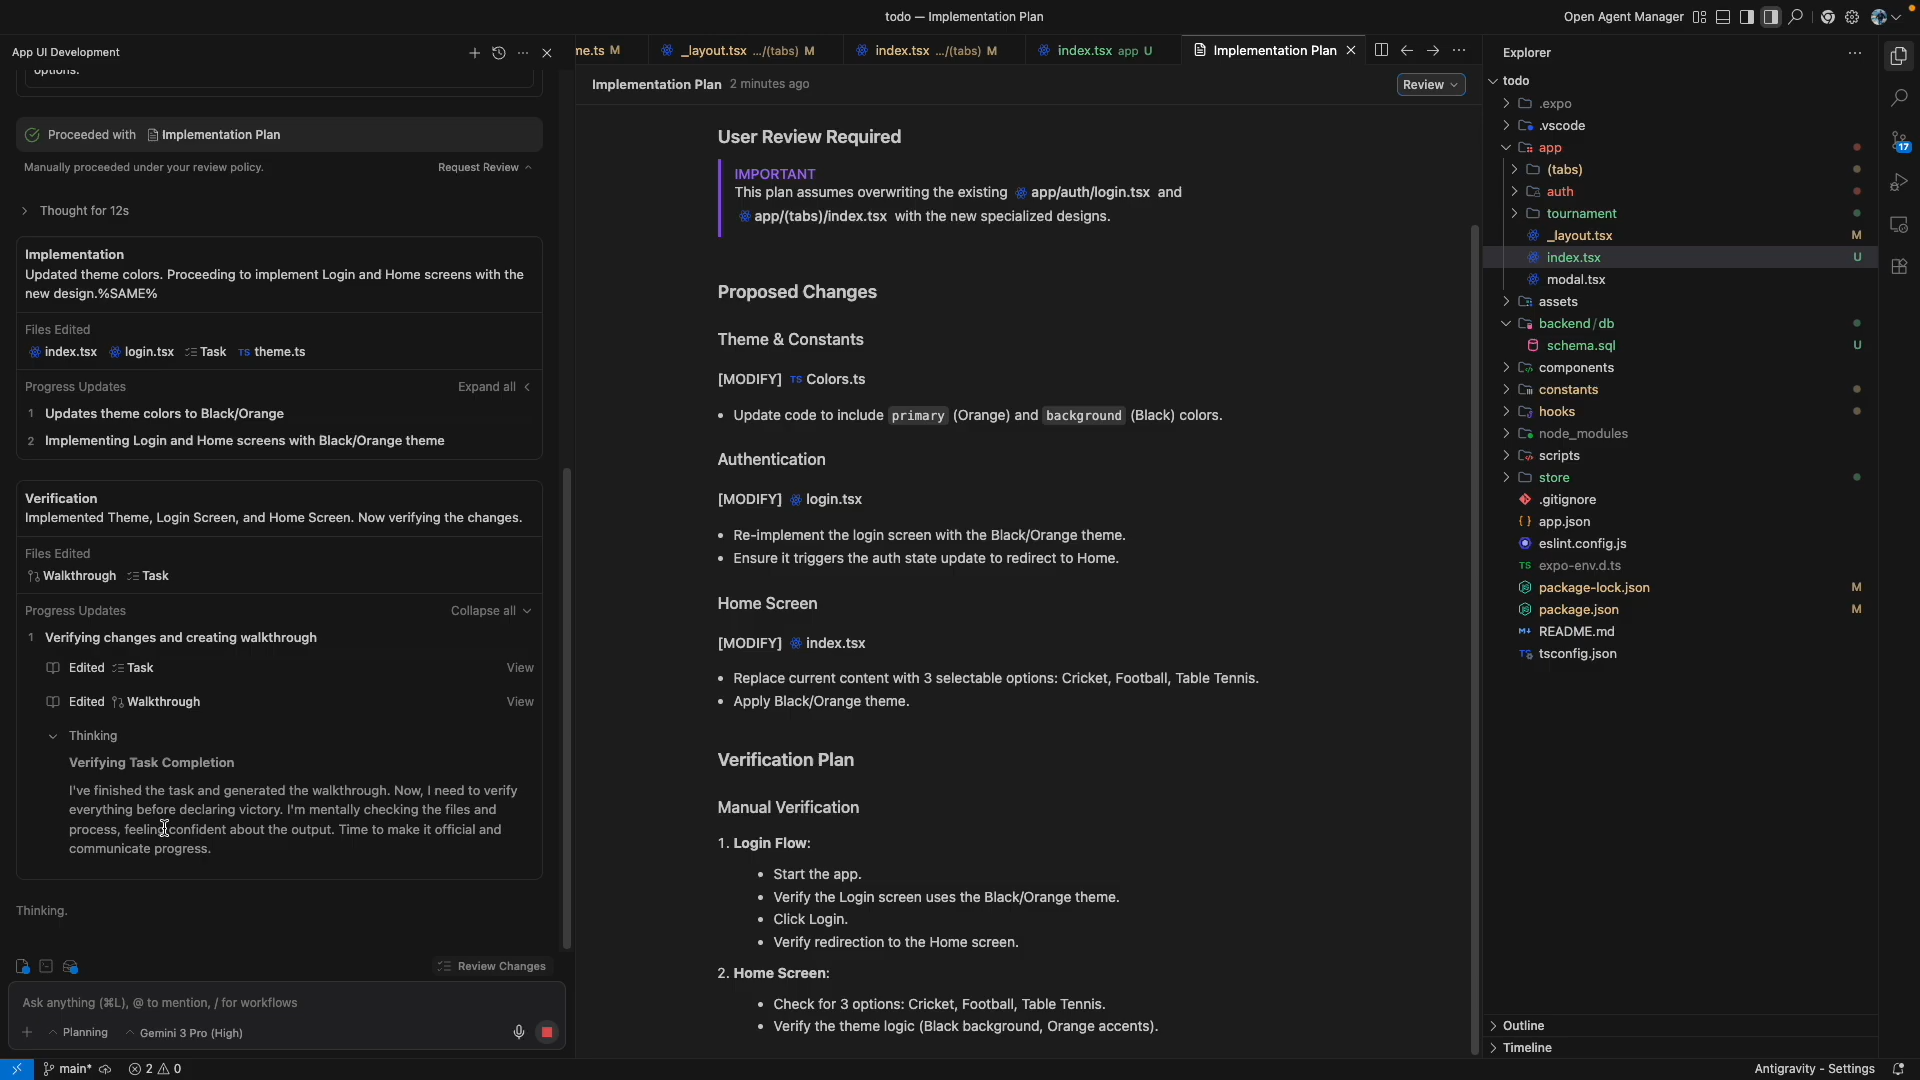 todo — Implementation Plan
Open Agent Manager
App UI Development
options.
Proceeded with Implementation Plan
Manually proceeded under your review policy.
Request Review
Thought for 12s
Implementation
Updated theme colors. Proceeding to implement Login and Home screens with the
new design.%SAME%
Files Edited
index.tsx login.tsx Task TS theme.ts
Progress Updates
Expand all
1 Updates theme colors to Black/Orange
2 Implementing Login and Home screens with Black/Orange theme
Verification
Implemented Theme, Login Screen, and Home Screen. Now verifying the changes.
Files Edited
Walkthrough Task
Progress Updates
Collapse all
1 Verifying changes and creating walkthrough
Edited Task View
Edited Walkthrough View
Thinking
Verifying Task Completion
I've finished the task and generated the walkthrough. Now, I need to verify
everything before declaring victory. I'm mentally checking the files and
process, feeling confident about the output. Time to make it official and
communicate progress.
Thinking.
Review Changes
Ask anything (⌘L), @ to mention, / for workflows
Planning
Gemini 3 Pro (High)
me.ts M
_layout.tsx .../(tabs) M
index.tsx .../(tabs) M
index.tsx app U
Implementation Plan
Implementation Plan 2 minutes ago
Review
User Review Required
IMPORTANT
This plan assumes overwriting the existing app/auth/login.tsx and
app/(tabs)/index.tsx with the new specialized designs.
Proposed Changes
Theme & Constants
[MODIFY] TS Colors.ts
• Update code to include primary (Orange) and background (Black) colors.
Authentication
[MODIFY] login.tsx
• Re-implement the login screen with the Black/Orange theme.
• Ensure it triggers the auth state update to redirect to Home.
Home Screen
[MODIFY] index.tsx
• Replace current content with 3 selectable options: Cricket, Football, Table Tennis.
• Apply Black/Orange theme.
Verification Plan
Manual Verification
1. Login Flow:
• Start the app.
• Verify the Login screen uses the Black/Orange theme.
• Click Login.
• Verify redirection to the Home screen.
2. Home Screen:
• Check for 3 options: Cricket, Football, Table Tennis.
• Verify the theme logic (Black background, Orange accents).
Explorer
todo
.expo
.vscode
app
(tabs)
auth
tournament
_layout.tsx M
index.tsx U
modal.tsx
assets
backend / db
schema.sql U
components
constants
hooks
node_modules
scripts
store
.gitignore
{} app.json
eslint.config.js
TS expo-env.d.ts
package-lock.json M
package.json M
M↓ README.md
TS tsconfig.json
Outline
Timeline
17
main*
2 0
Antigravity - Settings